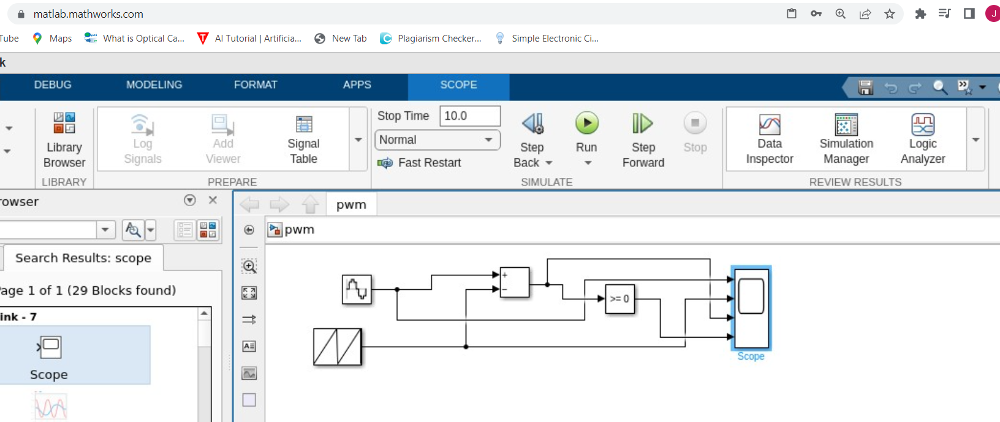 matlab.mathworks.com
J
Tube Maps What is Optical Ca... T AI Tutorial | Artificia... New Tab C Plagiarism Checker... Simple Electronic Ci...
k
DEBUG MODELING FORMAT APPS SCOPE
Stop Time 10.0
Normal
Fast Restart
Library
Browser
Log
Signals
Add
Viewer
Signal
Table
Step
Back
Run
Step
Forward
Stop
Data
Inspector
Simulation
Manager
Logic
Analyzer
LIBRARY PREPARE SIMULATE REVIEW RESULTS
rowser
pwm
pwm
Search Results: scope
age 1 of 1 (29 Blocks found)
ink - 7
Scope
A
+
−
>= 0
Scope